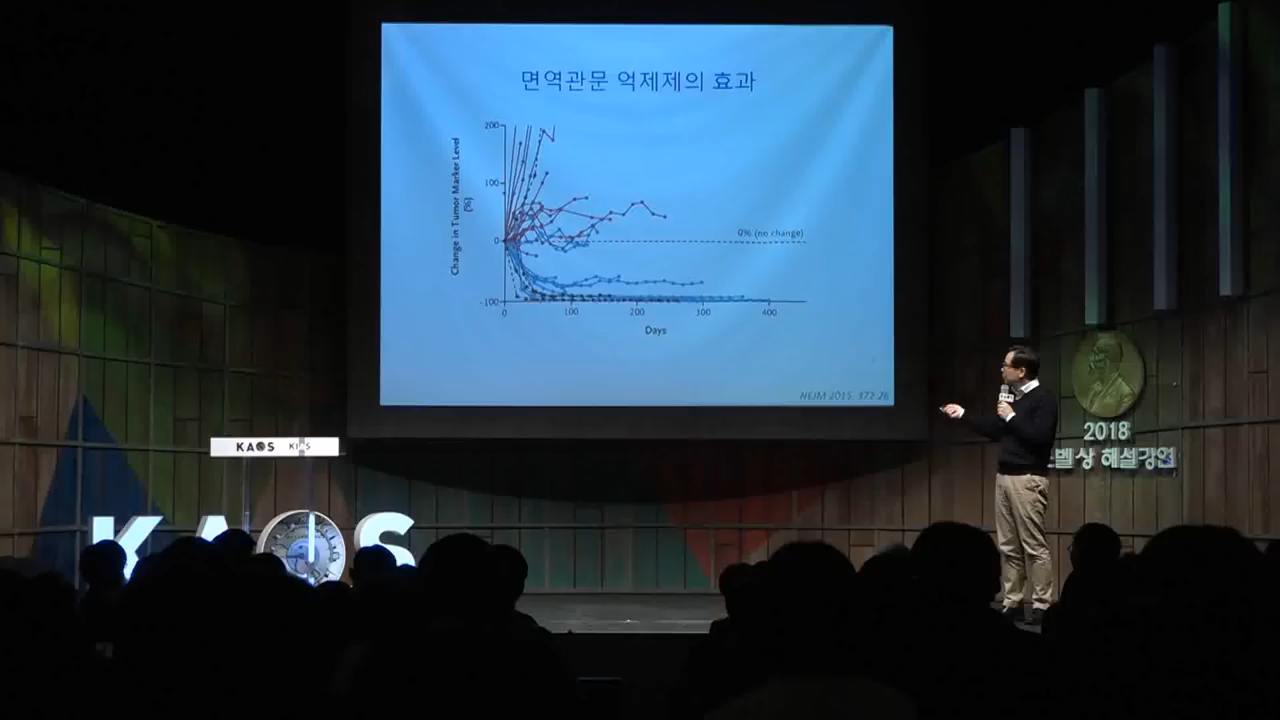 면역관문 억제제의 효과
Change in Tumor Marker Level
(%)
200
100
0
-100
0% (no change)
0
100
200
300
400
Days
NEJM 2015. 372:26
KAOS
KAOS
2018
벨상 해설강연